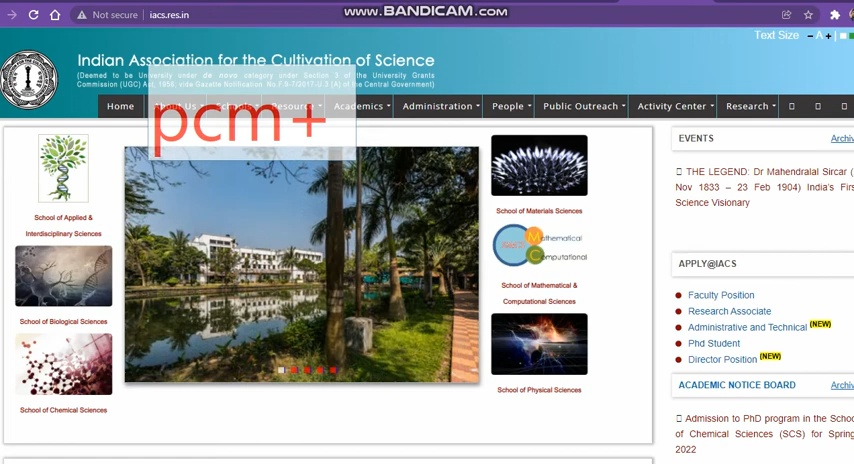 www.BANDICAM.com
Not secure | iacs.res.in
Text Size - A + |
Indian Association for the Cultivation of Science
(Deemed to be University under de novo category under Section 3 of the University Grants
Commission (UGC) Act, 1956, vide Gazette Notification
of the Central Government)
Home About Us Schools Resource Academics Administration People Public Outreach Activity Center Research
pcm+
School of Applied &
Interdisciplinary Sciences
School of Biological Sciences
School of Chemical Sciences
School of Materials Sciences
Mathematical
Computational
School of Mathematical &
Computational Sciences
School of Physical Sciences
EVENTS
Archiv
THE LEGEND: Dr Mahendralal Sircar (
Nov 1833 – 23 Feb 1904) India's Firs
Science Visionary
APPLY@IACS
Faculty Position
Research Associate
Administrative and Technical (NEW)
Phd Student
Director Position (NEW)
ACADEMIC NOTICE BOARD
Archiv
Admission to PhD program in the Schoo
of Chemical Sciences (SCS) for Spring
2022